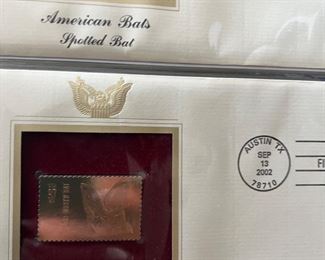 American Bats
Spotted Bat
AUSTIN TX
SEP
13
2002
78710
FI